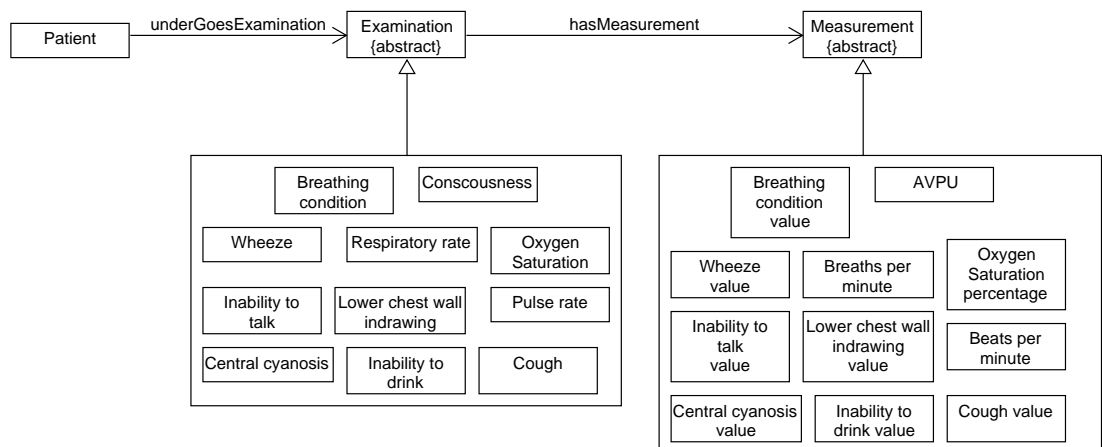 Patient
underGoesExamination
Examination
{abstract}
hasMeasurement
Measurement
{abstract}
Breathing
condition
Conscousness
Wheeze
Respiratory rate
Oxygen
Saturation
Inability to
talk
Lower chest wall
indrawing
Pulse rate
Central cyanosis
Inability to
drink
Cough
Breathing
condition
value
AVPU
Wheeze
value
Breaths per
minute
Oxygen
Saturation
percentage
Inability to
talk
value
Lower chest wall
indrawing
value
Beats per
minute
Central cyanosis
value
Inability to
drink value
Cough value